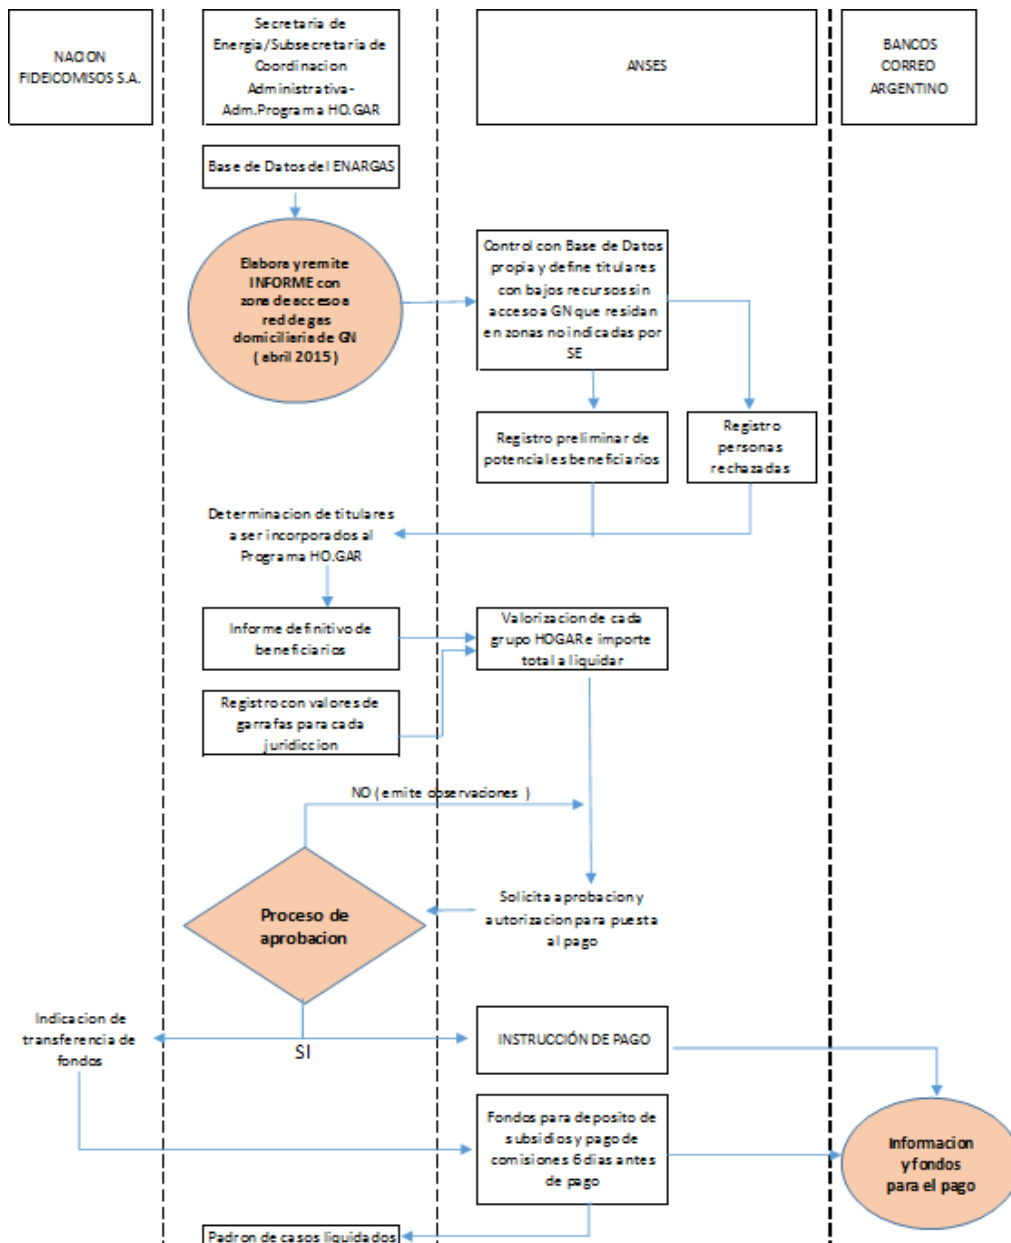 NACION
FIDEICOMISOS S.A.
Secretaria de
Energia/Subsecretaria de
Coordinacion
Administrativa-
Adm.Programa HO.GAR
ANSES
BANCOS
CORREO
ARGENTINO
Base de Datos del ENARGAS
Elabora y remite
INFORME con
zona de acceso a
red de gas
domiciliaria de GN
( abril 2015 )
Control con Base de Datos
propia y define titulares
con bajos recursos sin
acceso a GN que residan
en zonas no indicadas por
SE
Registro preliminar de
potenciales beneficiarios
Registro
personas
rechazadas
Determinacion de titulares
a ser incorporados al
Programa HO.GAR
Informe definitivo de
beneficiarios
Valorizacion de cada
grupo HOGAR e importe
total a liquidar
Registro con valores de
garrafas para cada
juridiccion
NO ( emite observaciones )
Proceso de
aprobacion
Solicita aprobacion y
autorizacion para puesta
al pago
Indicacion de
transferencia de
fondos
SI
INSTRUCCIÓN DE PAGO
Fondos para deposito de
subsidios y pago de
comisiones 6 dias antes
de pago
Informacion
y fondos
para el pago
Padron de casos liquidados